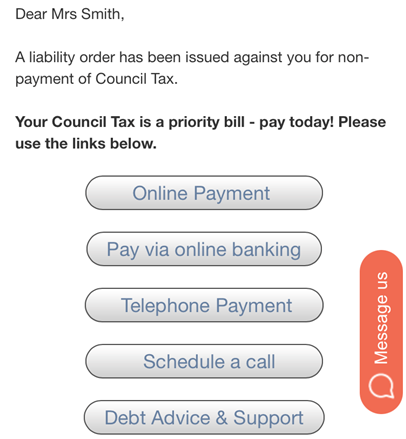 Dear Mrs Smith,
A liability order has been issued against you for non-
payment of Council Tax.
Your Council Tax is a priority bill - pay today! Please
use the links below.
Online Payment
Pay via online banking
Telephone Payment
Schedule a call
Debt Advice & Support
Message us